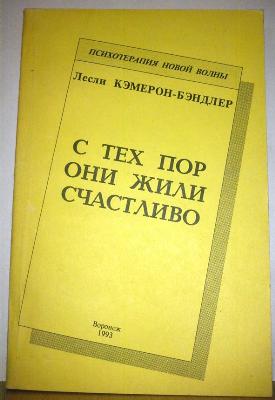 ПСИХОТЕРАПИЯ НОВОЙ ВОЛНЫ
Лесли КЭМЕРОН-БЭНДЛЕР
С ТЕХ ПОР
ОНИ ЖИЛИ
СЧАСТЛИВО
Воронеж
1993